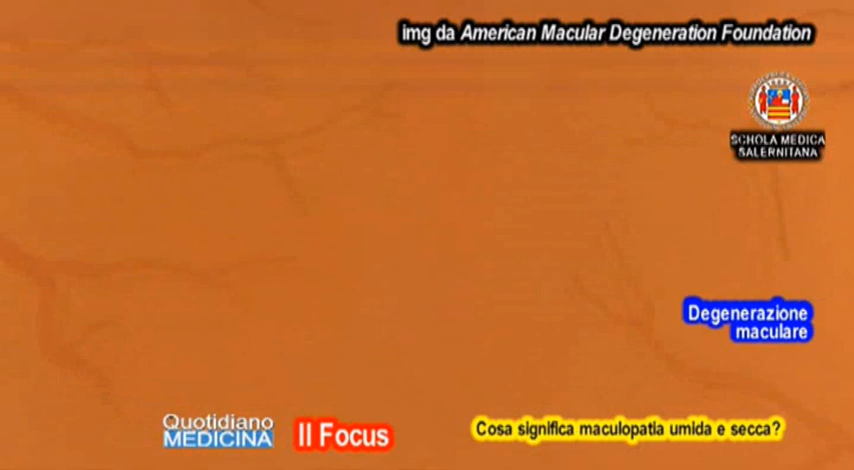 img da American Macular Degeneration Foundation
SCHOLA MEDICA
SALERNITANA
Degenerazione
maculare
Quotidiano
MEDICINA
Il Focus
Cosa significa maculopatia umida e secca?